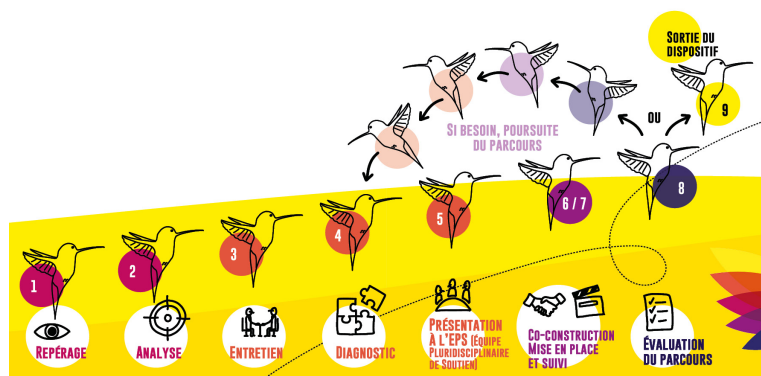 SORTIE DU
DISPOSITIF
9
OU
SI BESOIN, POURSUITE
DU PARCOURS
1
2
3
4
5
6 / 7
8
REPÉRAGE
ANALYSE
ENTRETIEN
DIAGNOSTIC
PRÉSENTATION
À L'EPS (ÉQUIPE
PLURIDISCIPLINAIRE
DE SOUTIEN)
CO-CONSTRUCTION
MISE EN PLACE
ET SUIVI
ÉVALUATION
DU PARCOURS